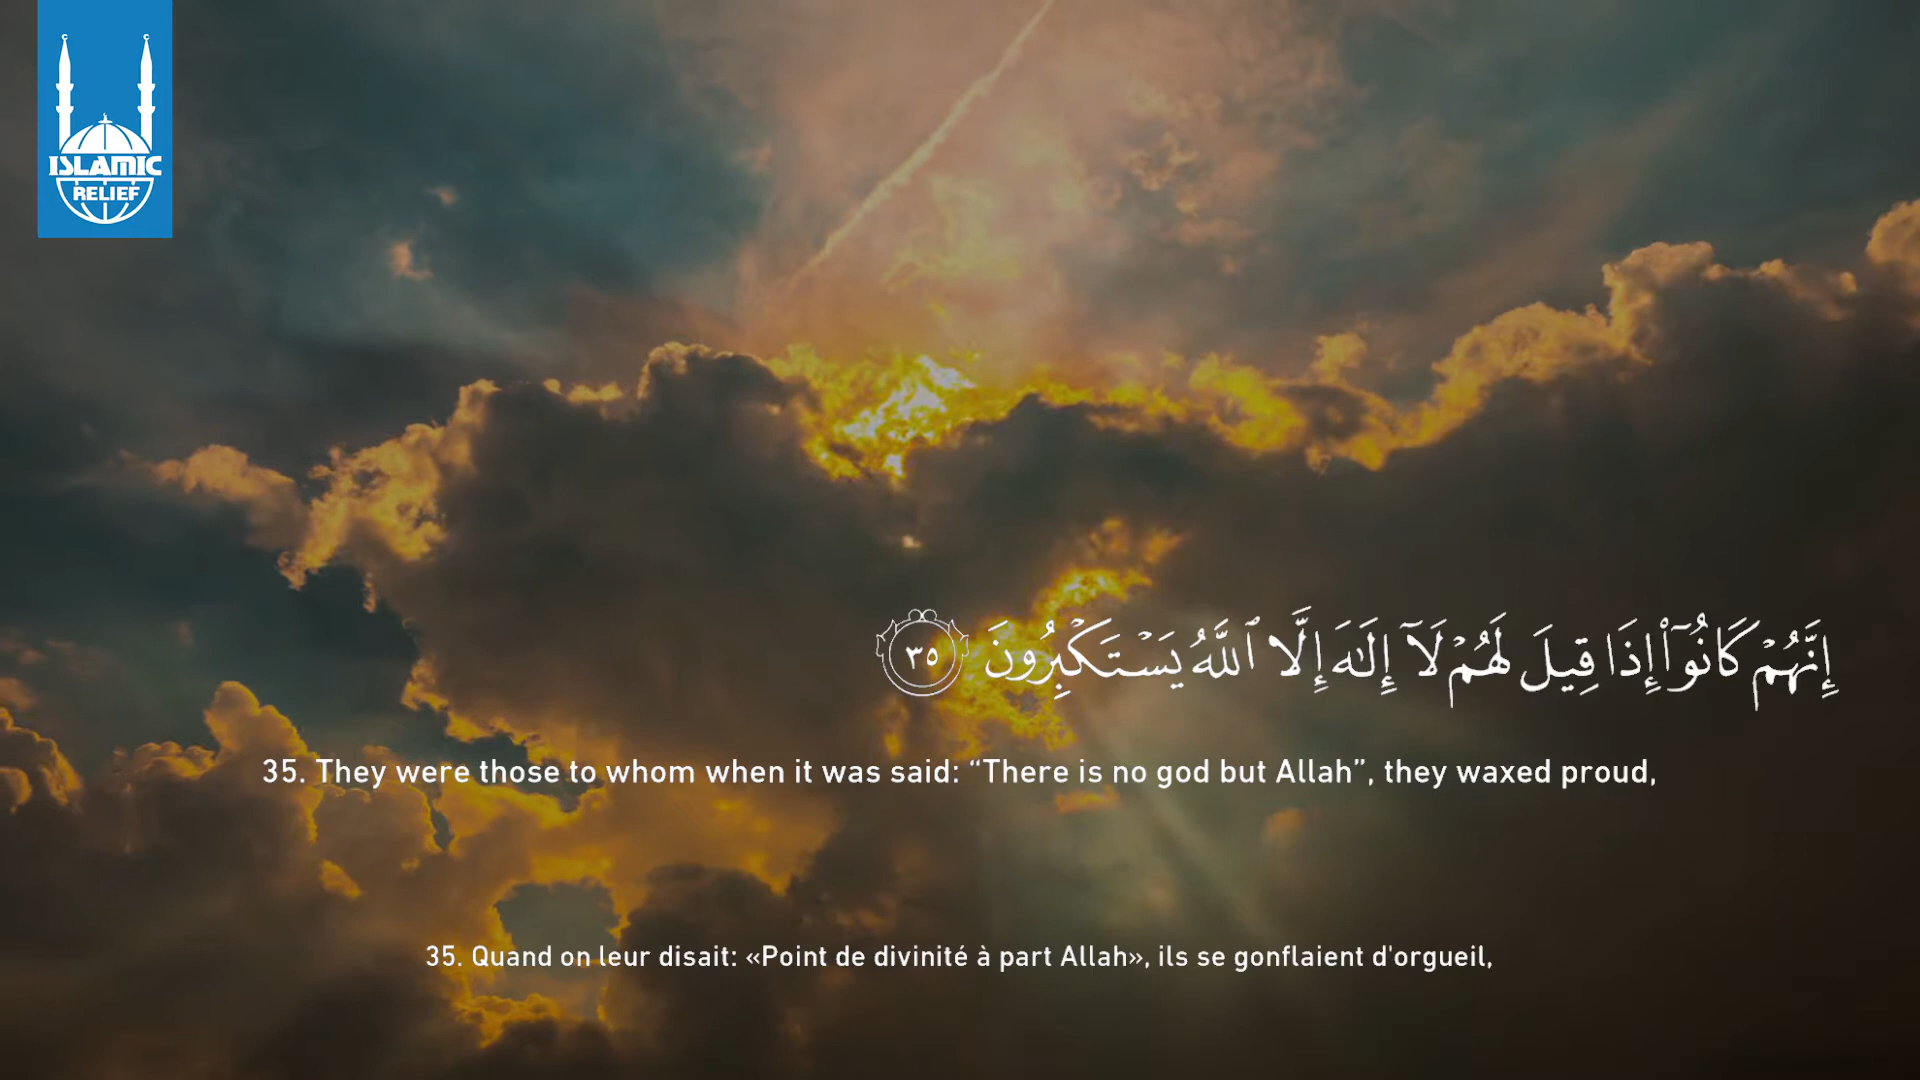 ISLAMIC
RELIEF
إِنَّهُمْ كَانُوٓا۟ إِذَا قِيلَ لَهُمْ لَآ إِلَـٰهَ إِلَّا ٱللَّهُ يَسْتَكْبِرُونَ ٣٥
35. They were those to whom when it was said: “There is no god but Allah”, they waxed proud,
35. Quand on leur disait: «Point de divinité à part Allah», ils se gonflaient d'orgueil,